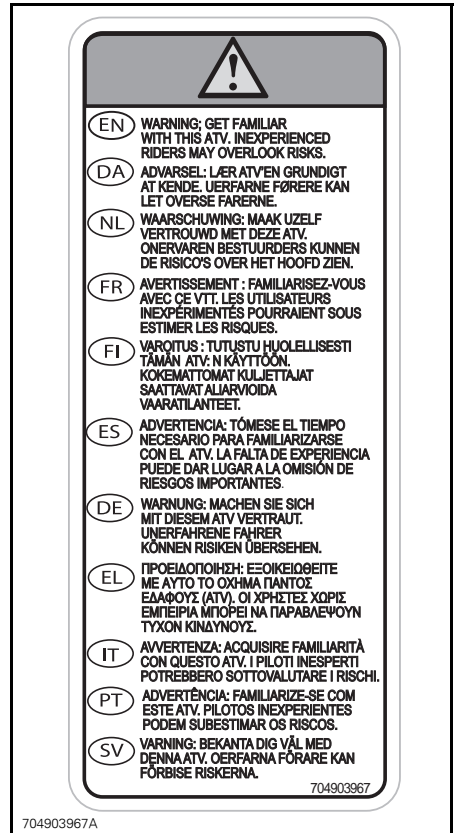 EN WARNING; GET FAMILIAR
WITH THIS ATV. INEXPERIENCED
RIDERS MAY OVERLOOK RISKS.
DA ADVARSEL: LÆR ATV'EN GRUNDIGT
AT KENDE. UERFARNE FØRERE KAN
LET OVERSE FARERNE.
NL WAARSCHUWING: MAAK UZELF
VERTROUWD MET DEZE ATV.
ONERVAREN BESTUURDERS KUNNEN
DE RISICO'S OVER HET HOOFD ZIEN.
FR AVERTISSEMENT : FAMILIARISEZ-VOUS
AVEC CE VTT. LES UTILISATEURS
INEXPÉRIMENTÉS POURRAIENT SOUS
ESTIMER LES RISQUES.
FI VAROITUS : TUTUSTU HUOLELLISESTI
TÄMÄN ATV: N KÄYTTÖÖN.
KOKEMATTOMAT KULJETTAJAT
SAATTAVAT ALIARVIOIDA
VAARATILANTEET.
ES ADVERTENCIA: TÓMESE EL TIEMPO
NECESARIO PARA FAMILIARIZARSE
CON EL ATV. LA FALTA DE EXPERIENCIA
PUEDE DAR LUGAR A LA OMISIÓN DE
RIESGOS IMPORTANTES.
DE WARNUNG: MACHEN SIE SICH
MIT DIESEM ATV VERTRAUT.
UNERFAHRENE FAHRER
KÖNNEN RISIKEN ÜBERSEHEN.
EL ΠΡΟΕΙΔΟΠΟΙΗΣΗ: ΕΞΟΙΚΕΙΩΘΕΙΤΕ
ΜΕ ΑΥΤΟ ΤΟ ΟΧΗΜΑ ΠΑΝΤΟΣ
ΕΔΑΦΟΥΣ (ATV). ΟΙ ΧΡΗΣΤΕΣ ΧΩΡΙΣ
ΕΜΠΕΙΡΙΑ ΜΠΟΡΕΙ ΝΑ ΠΑΡΑΒΛΕΨΟΥΝ
ΤΥΧΟΝ ΚΙΝΔΥΝΟΥΣ.
IT AVVERTENZA: ACQUISIRE FAMILIARITÀ
CON QUESTO ATV. I PILOTI INESPERTI
POTREBBERO SOTTOVALUTARE I RISCHI.
PT ADVERTÊNCIA: FAMILIARIZE-SE COM
ESTE ATV. PILOTOS INEXPERIENTES
PODEM SUBESTIMAR OS RISCOS.
SV VARNING: BEKANTA DIG VÄL MED
DENNA ATV. OERFARNA FÖRARE KAN
FÖRBISE RISKERNA.
704903967
704903967A